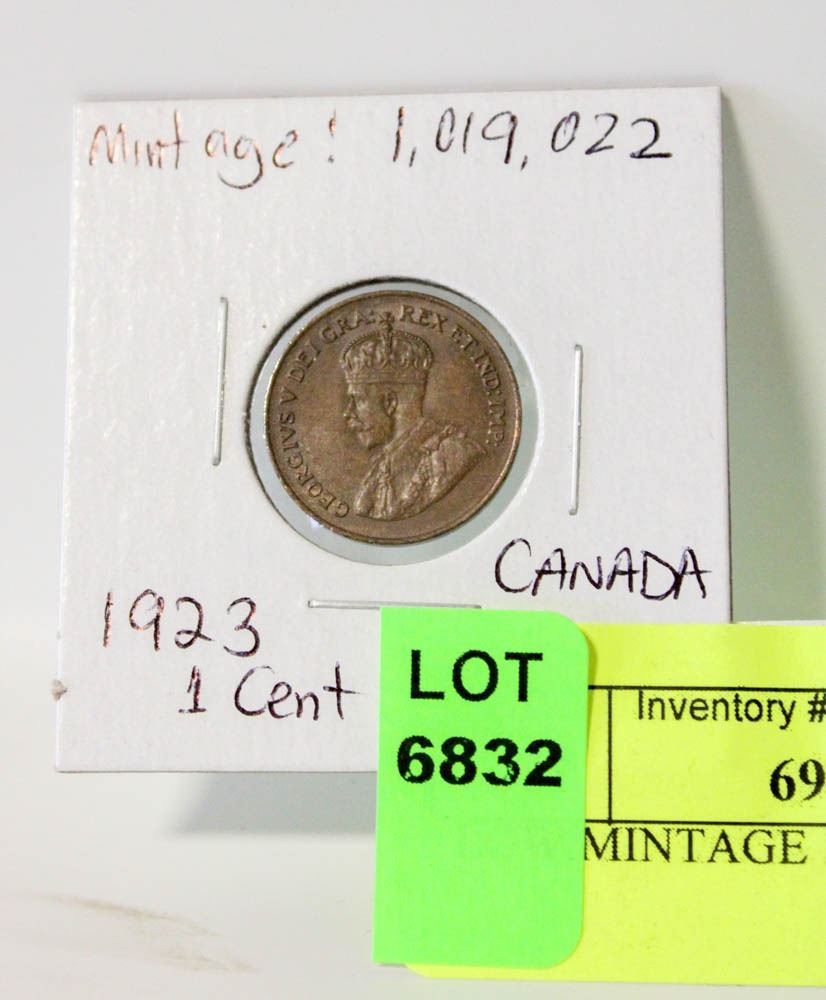 Mintage! 1,019,022
GEORGIVS V DEI GRA: REX ET IND: IMP:
CANADA
1923
1 Cent
LOT
6832
Inventory #
69
MINTAGE